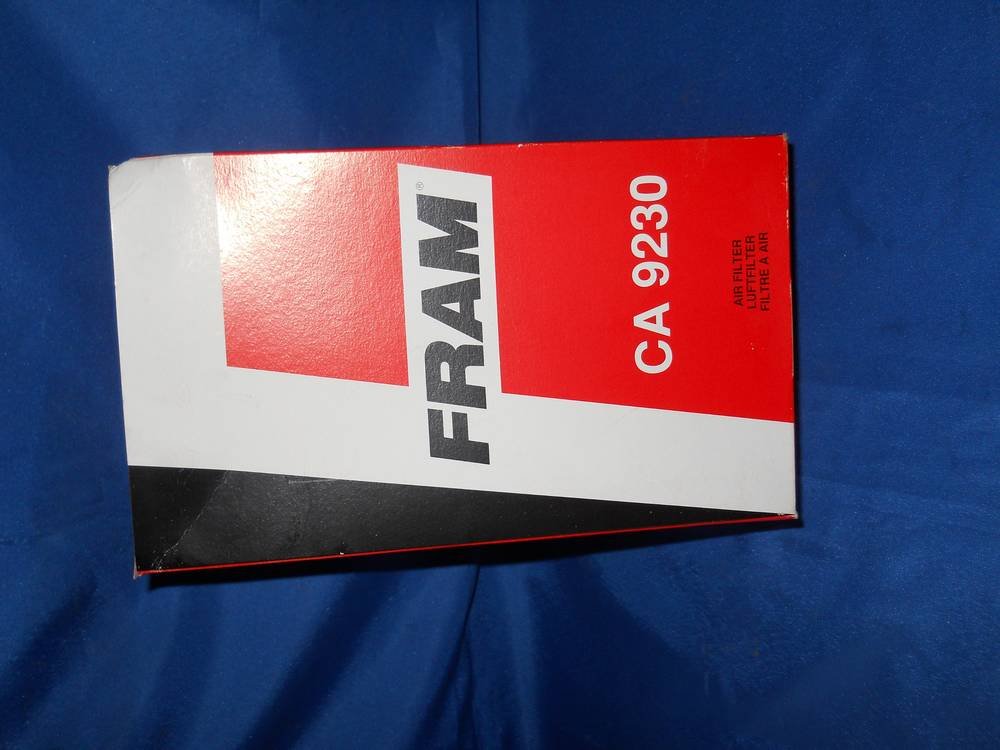 FRAM®
CA 9230
AIR FILTER
LUFTFILTER
FILTRE À AIR